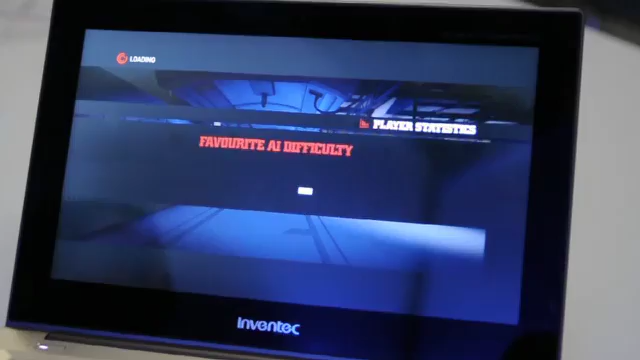 LOADING
PLAYER STATISTICS
FAVOURITE AI DIFFICULTY
inventec